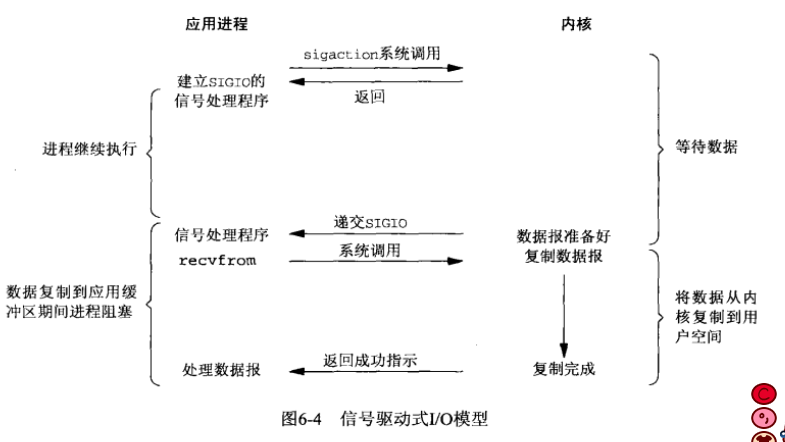 应用进程
内核
sigaction系统调用
建立SIGIO的
信号处理程序
返回
进程继续执行
等待数据
递交SIGIO
信号处理程序
数据报准备好
系统调用
recvfrom
复制数据报
数据复制到应用缓
冲区期间进程阻塞
将数据从内
核复制到用
户空间
返回成功指示
处理数据报
复制完成
图6-4 信号驱动式I/O模型